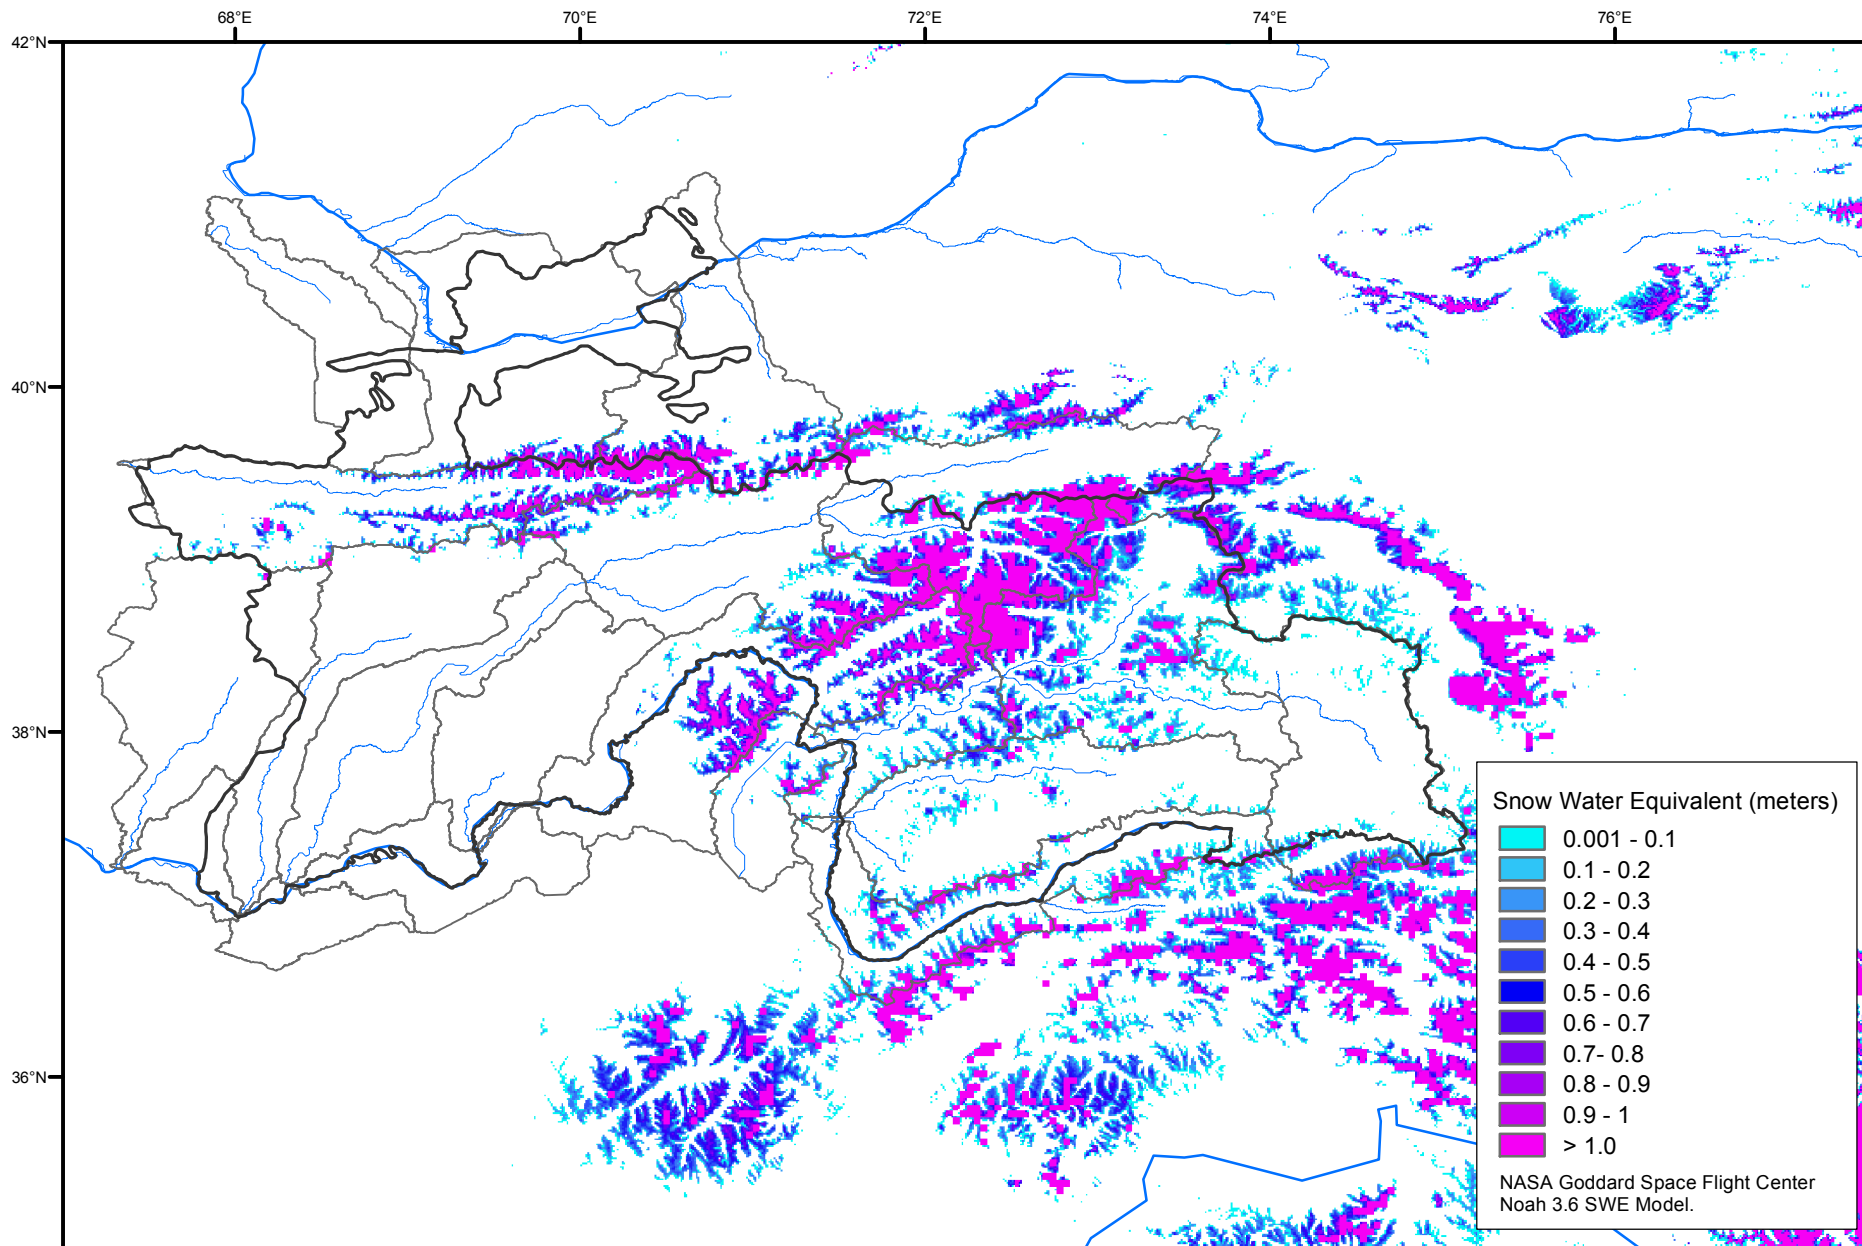 68°E 70°E 72°E 74°E 76°E
42°N
40°N
38°N
36°N
Snow Water Equivalent (meters)
0.001 - 0.1
0.1 - 0.2
0.2 - 0.3
0.3 - 0.4
0.4 - 0.5
0.5 - 0.6
0.6 - 0.7
0.7- 0.8
0.8 - 0.9
0.9 - 1
> 1.0
NASA Goddard Space Flight Center
Noah 3.6 SWE Model.